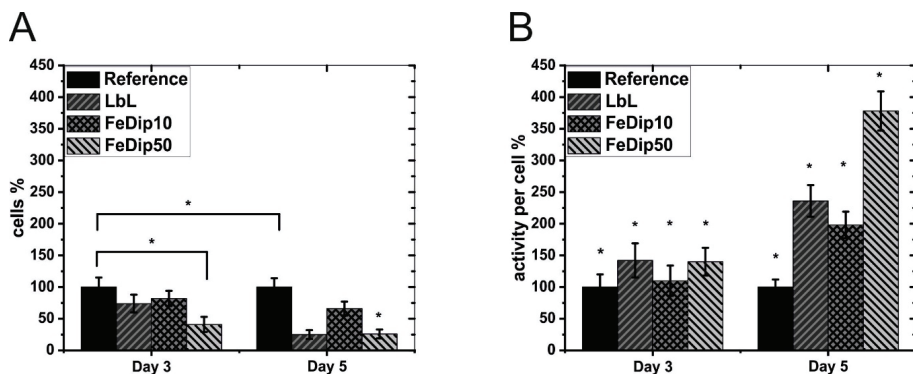 A
450
400
350
300
250
200
150
100
50
0
cells %
Reference
LbL
FeDip10
FeDip50
*
*
*
Day 3
Day 5
B
450
400
350
300
250
200
150
100
50
0
activity per cell %
Reference
LbL
FeDip10
FeDip50
*
*
*
*
*
*
*
*
Day 3
Day 5